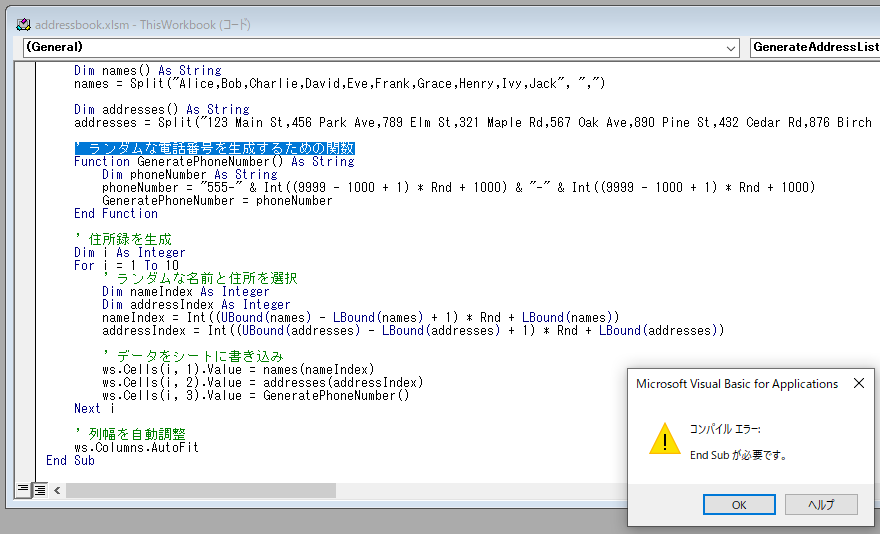 addressbook.xlsm - ThisWorkbook (コード)
(General)
GenerateAddressList
Dim names() As String
names = Split("Alice,Bob,Charlie,David,Eve,Frank,Grace,Henry,Ivy,Jack", ",")
Dim addresses() As String
addresses = Split("123 Main St,456 Park Ave,789 Elm St,321 Maple Rd,567 Oak Ave,890 Pine St,432 Cedar Rd,876 Birch
' ランダムな電話番号を生成するための関数
Function GeneratePhoneNumber() As String
Dim phoneNumber As String
phoneNumber = "555-" & Int((9999 - 1000 + 1) * Rnd + 1000) & "-" & Int((9999 - 1000 + 1) * Rnd + 1000)
GeneratePhoneNumber = phoneNumber
End Function
' 住所録を生成
Dim i As Integer
For i = 1 To 10
' ランダムな名前と住所を選択
Dim nameIndex As Integer
Dim addressIndex As Integer
nameIndex = Int((UBound(names) - LBound(names) + 1) * Rnd + LBound(names))
addressIndex = Int((UBound(addresses) - LBound(addresses) + 1) * Rnd + LBound(addresses))
' データをシートに書き込み
ws.Cells(i, 1).Value = names(nameIndex)
ws.Cells(i, 2).Value = addresses(addressIndex)
ws.Cells(i, 3).Value = GeneratePhoneNumber()
Next i
' 列幅を自動調整
ws.Columns.AutoFit
End Sub
Microsoft Visual Basic for Applications
コンパイル エラー:
End Sub が必要です。
OK
ヘルプ